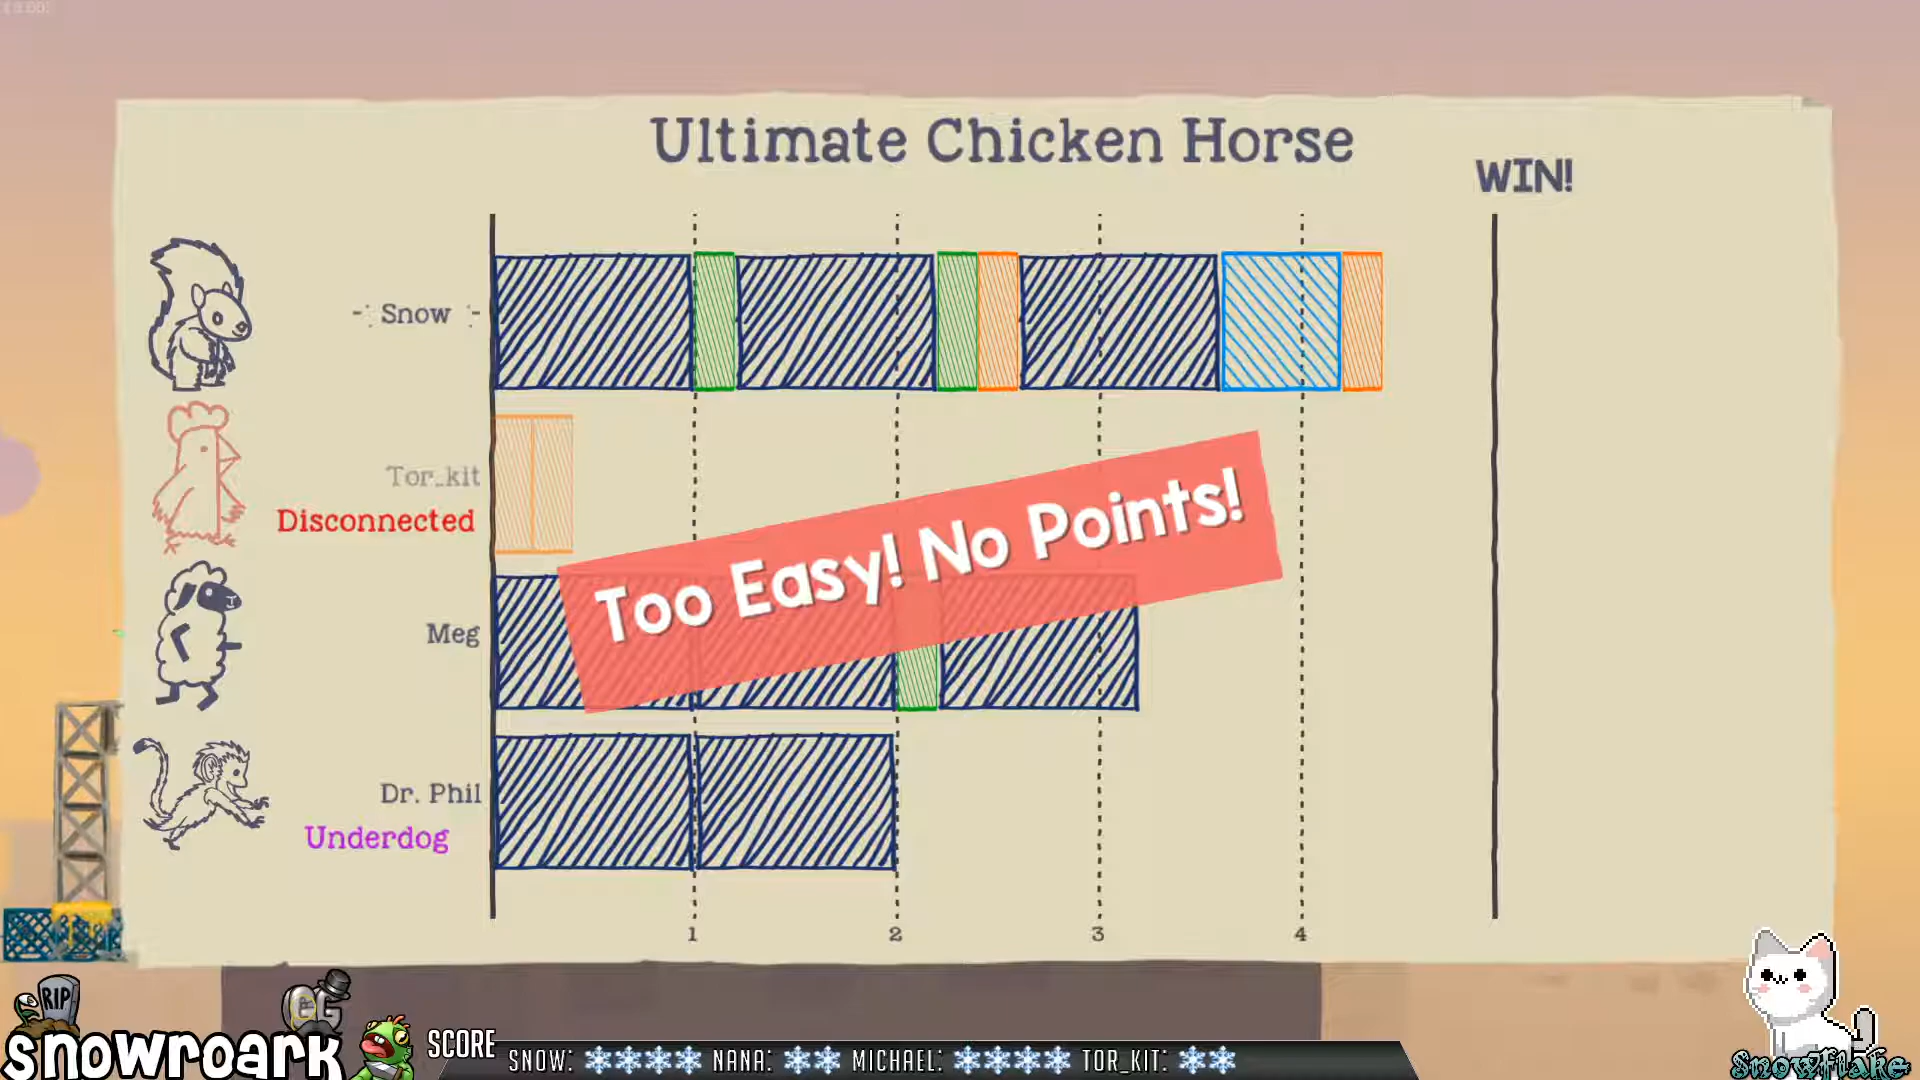 Ultimate Chicken Horse
WIN!
Snow
Tor_kit
Disconnected
Too Easy! No Points!
Meg
Dr. Phil
Underdog
1 2 3 4
RIP
snowroark
SCORE
SNOW: NANA: MICHAEL: TOR_KIT:
Snowflake